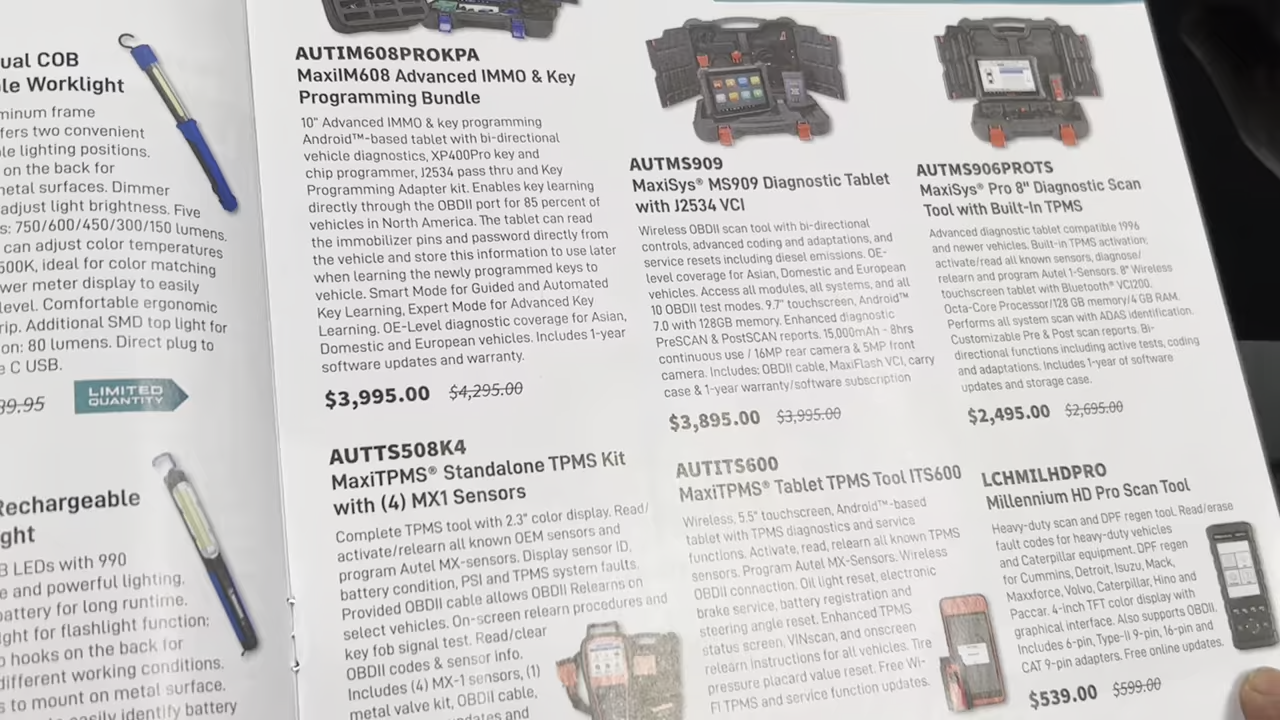 ual COB
le Worklight
minum frame
fers two convenient
le lighting positions.
on the back for
netal surfaces. Dimmer
adjust light brightness. Five
s: 750/600/450/300/150 lumens.
can adjust color temperatures
500K, ideal for color matching
wer meter display to easily
level. Comfortable ergonomic
rip. Additional SMD top light for
on: 80 lumens. Direct plug to
e C USB.
39.95
LIMITED
QUANTITY
Rechargeable
ght
B LEDs with 990
e and powerful lighting.
attery for long runtime.
ight for flashlight function;
o hooks on the back for
different working conditions.
s to mount on metal surface.
easily identify battery
AUTIM608PROKPA
MaxiIM608 Advanced IMMO & Key
Programming Bundle
10" Advanced IMMO & key programming
Android™-based tablet with bi-directional
vehicle diagnostics, XP400Pro key and
chip programmer, J2534 pass thru and Key
Programming Adapter kit. Enables key learning
directly through the OBDII port for 85 percent of
vehicles in North America. The tablet can read
the immobilizer pins and password directly from
the vehicle and store this information to use later
when learning the newly programmed keys to
vehicle. Smart Mode for Guided and Automated
Key Learning, Expert Mode for Advanced Key
Learning. OE-Level diagnostic coverage for Asian,
Domestic and European vehicles. Includes 1-year
software updates and warranty.
$3,995.00 $4,295.00
AUTMS909
MaxiSys® MS909 Diagnostic Tablet
with J2534 VCI
Wireless OBDII scan tool with bi-directional
controls, advanced coding and adaptations, and
service resets including diesel emissions. OE-
level coverage for Asian, Domestic and European
vehicles. Access all modules, all systems, and all
10 OBDII test modes. 9.7" touchscreen, Android™
7.0 with 128GB memory. Enhanced diagnostic
PreSCAN & PostSCAN reports. 15,000mAh - 8hrs
continuous use / 16MP rear camera & 5MP front
camera. Includes: OBDII cable, MaxiFlash VCI, carry
case & 1-year warranty/software subscription
$3,895.00 $3,995.00
AUTMS906PROTS
MaxiSys® Pro 8" Diagnostic Scan
Tool with Built-In TPMS
Advanced diagnostic tablet compatible 1996
and newer vehicles. Built-in TPMS activation;
activate/read all known sensors, diagnose/
relearn and program Autel 1-Sensors. 8" Wireless
touchscreen tablet with Bluetooth® VCI200.
Octa-Core Processor/128 GB memory/4 GB RAM.
Performs all system scan with ADAS identification.
Customizable Pre & Post scan reports. Bi-
directional functions including active tests, coding
and adaptations. Includes 1-year of software
updates and storage case.
$2,495.00 $2,695.00
AUTTS508K4
MaxiTPMS® Standalone TPMS Kit
with (4) MX1 Sensors
Complete TPMS tool with 2.3" color display. Read/
activate/relearn all known OEM sensors and
program Autel MX-sensors. Display sensor ID,
battery condition, PSI and TPMS system faults.
Provided OBDII cable allows OBDII Relearns on
select vehicles. On-screen relearn procedures and
key fob signal test. Read/clear
OBDII codes & sensor info.
Includes (4) MX-1 sensors, (1)
metal valve kit, OBDII cable,
updates and
AUTITS600
MaxiTPMS® Tablet TPMS Tool ITS600
Wireless, 5.5" touchscreen, Android™-based
tablet with TPMS diagnostics and service
functions. Activate, read, relearn all known TPMS
sensors. Program Autel MX-Sensors. Wireless
OBDII connection. Oil light reset, electronic
brake service, battery registration and
steering angle reset. Enhanced TPMS
status screen, VINscan, and onscreen
relearn instructions for all vehicles. Tire
pressure placard value reset. Free Wi-
Fi TPMS and service function updates.
LCHMILHDPRO
Millennium HD Pro Scan Tool
Heavy-duty scan and DPF regen tool. Read/erase
fault codes for heavy-duty vehicles
and Caterpillar equipment. DPF regen
for Cummins, Detroit, Isuzu, Mack,
Maxxforce, Volvo, Caterpillar, Hino and
Paccar. 4-inch TFT color display with
graphical interface. Also supports OBDII.
Includes 6-pin, Type-II 9-pin, 16-pin and
CAT 9-pin adapters. Free online updates.
$539.00 $599.00